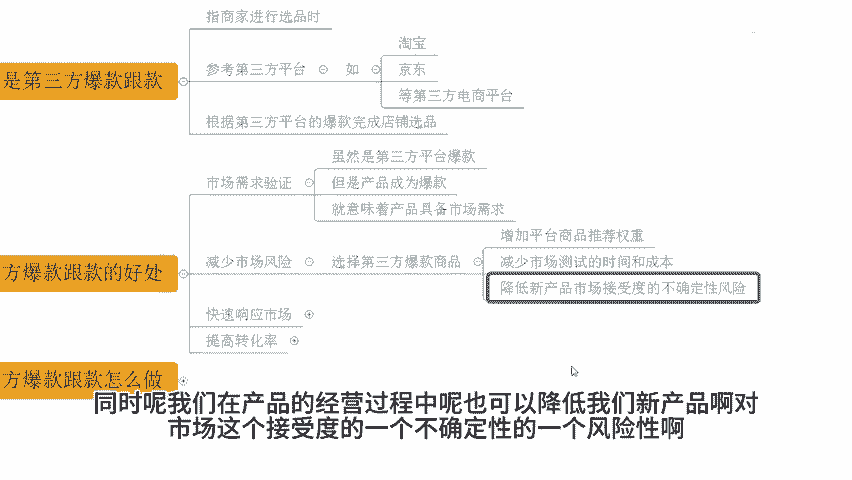 指商家进行选品时
是第三方爆款跟款
参考第三方平台
如
淘宝
京东
等第三方电商平台
根据第三方平台的爆款完成店铺选品
市场需求验证
虽然是第三方平台爆款
但是产品成为爆款
就意味着产品具备市场需求
方爆款跟款的好处
减少市场风险
选择第三方爆款商品
增加平台商品推荐权重
减少市场测试的时间和成本
降低新产品市场接受度的不确定性风险
快速响应市场
提高转化率
方爆款跟款怎么做
同时呢我们在产品的经营过程中呢也可以降低我们新产品啊对
市场这个接受度的一个不确定性的一个风险性啊